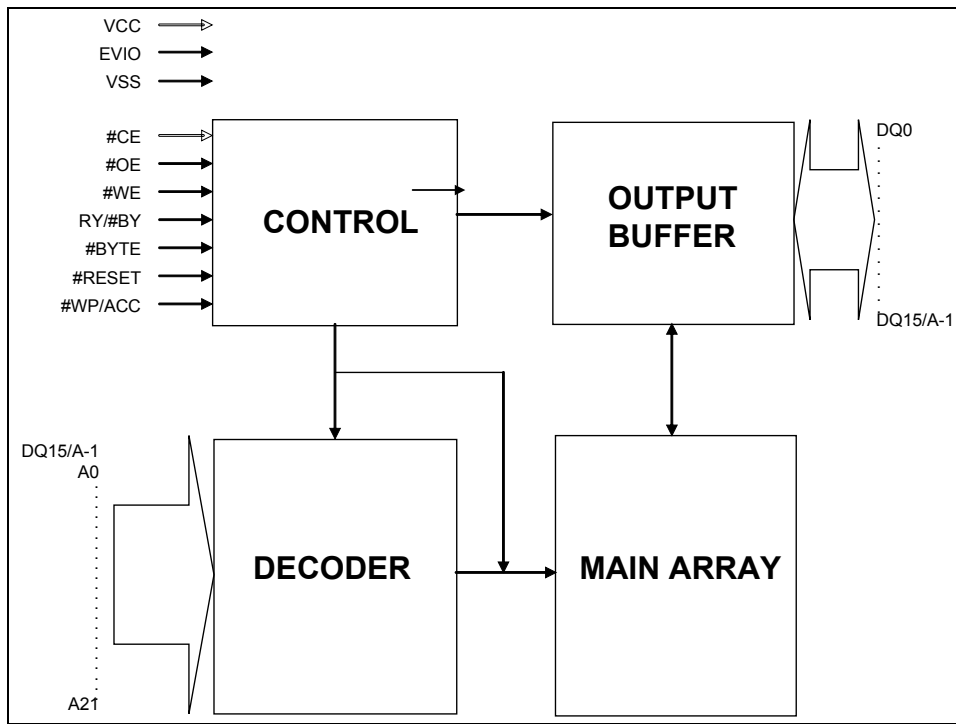 VCC
EVIO
VSS
#CE
#OE
#WE
RY/#BY
#BYTE
#RESET
#WP/ACC
CONTROL
OUTPUT
BUFFER
DQ0
DQ15/A-1
DQ15/A-1
A0
A21
DECODER
MAIN ARRAY